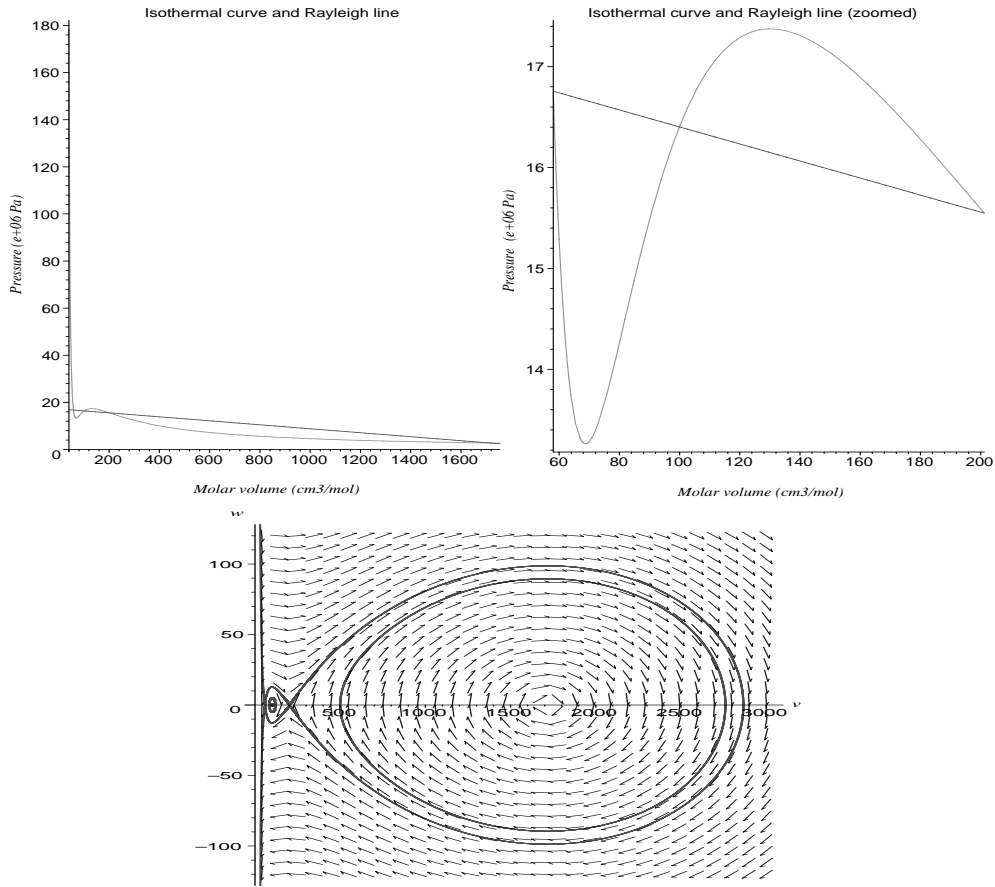 Isothermal curve and Rayleigh line
180
160
140
120
100
80
60
40
20
0
200 400 600 800 1000 1200 1400 1600
Pressure (e+06 Pa)
Molar volume (cm3/mol)
Isothermal curve and Rayleigh line (zoomed)
17
16
15
14
60 80 100 120 140 160 180 200
Pressure (e+06 Pa)
Molar volume (cm3/mol)
w
100
50
0
−50
−100
500 1000 1500 2000 2500 3000
v